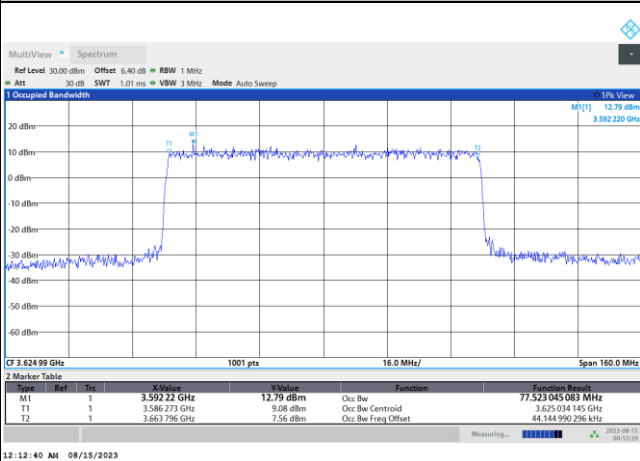 MultiView Spectrum
Ref Level 30.00 dBm Offset 6.40 dB RBW 1 MHz
Att 30 dB SWT 1.01 ms VBW 3 MHz Mode Auto Sweep
1 Occupied Bandwidth 1Pk View
M1[1] 12.79 dBm
3.592 220 GHz
20 dBm
M1
T1 T2
10 dBm
0 dBm
-10 dBm
-20 dBm
-30 dBm
-40 dBm
-50 dBm
-60 dBm
CF 3.624 99 GHz 1001 pts 16.0 MHz/ Span 160.0 MHz
2 Marker Table
Type Ref Trc X-Value Y-Value Function Function Result
M1 1 3.592 22 GHz 12.79 dBm Occ Bw 77.523 045 083 MHz
T1 1 3.586 273 GHz 9.08 dBm Occ Bw Centroid 3.625 034 145 GHz
T2 1 3.663 796 GHz 7.56 dBm Occ Bw Freq Offset 44.144 990 296 kHz
Measuring... 2023-08-15
00:12:39
12:12:40 AM 08/15/2023